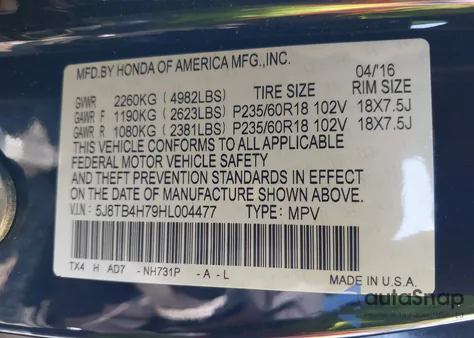 MFD.BY HONDA OF AMERICA MFG.,INC. 04/'16
TIRE SIZE RIM SIZE
GVWR 2260KG (4982LBS)
GAWR F 1190KG (2623LBS) P235/60R18 102V 18X7.5J
GAWR R 1080KG (2381LBS) P235/60R18 102V 18X7.5J
THIS VEHICLE CONFORMS TO ALL APPLICABLE
FEDERAL MOTOR VEHICLE SAFETY
AND THEFT PREVENTION STANDARDS IN EFFECT
ON THE DATE OF MANUFACTURE SHOWN ABOVE.
V.I.N.: 5J8TB4H79HL004477 TYPE: MPV
TX4 H AD7 -NH731P -A-L
MADE IN U.S.A.
autoSnap